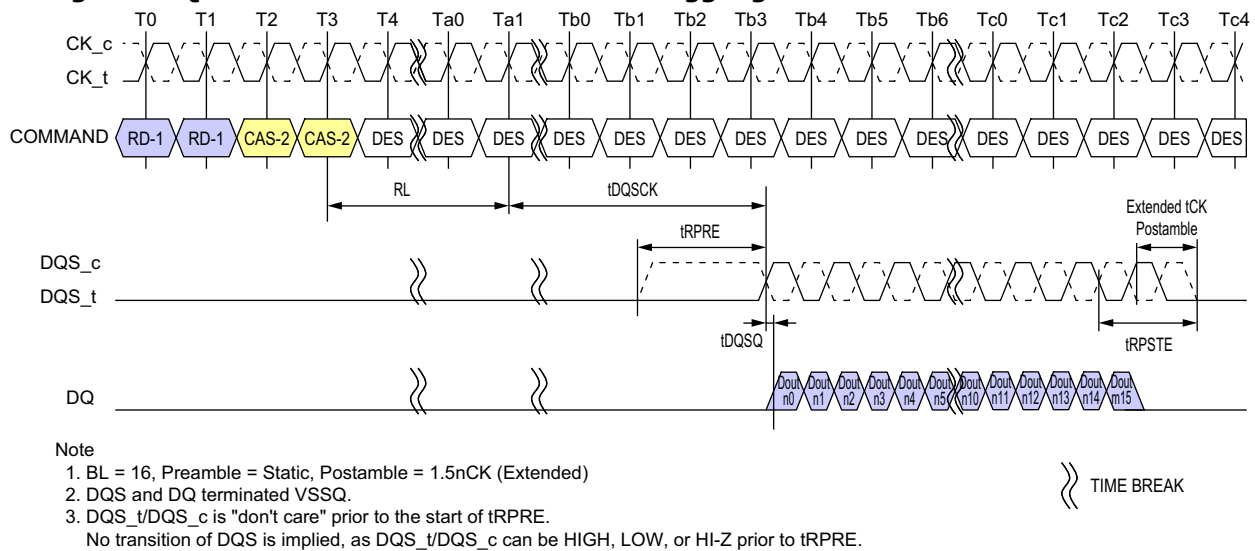 T0 T1 T2 T3 T4 Ta0 Ta1 Tb0 Tb1 Tb2 Tb3 Tb4 Tb5 Tb6 Tc0 Tc1 Tc2 Tc3 Tc4
CK_c
CK_t
COMMAND RD-1 RD-1 CAS-2 CAS-2 DES DES DES DES DES DES DES DES DES DES DES DES DES DES DES
RL tDQSCK
Extended tCK
Postamble
tRPRE
DQS_c
DQS_t
tDQSQ
tRPSTE
DQ
Dout Dout Dout Dout Dout Dout Dout Dout Dout Dout Dout Dout
n0 n1 n2 n3 n4 n5 n10 n11 n12 n13 n14 m15
Note
1. BL = 16, Preamble = Static, Postamble = 1.5nCK (Extended)
2. DQS and DQ terminated VSSQ.
3. DQS_t/DQS_c is "don't care" prior to the start of tRPRE.
No transition of DQS is implied, as DQS_t/DQS_c can be HIGH, LOW, or HI-Z prior to tRPRE.
TIME BREAK